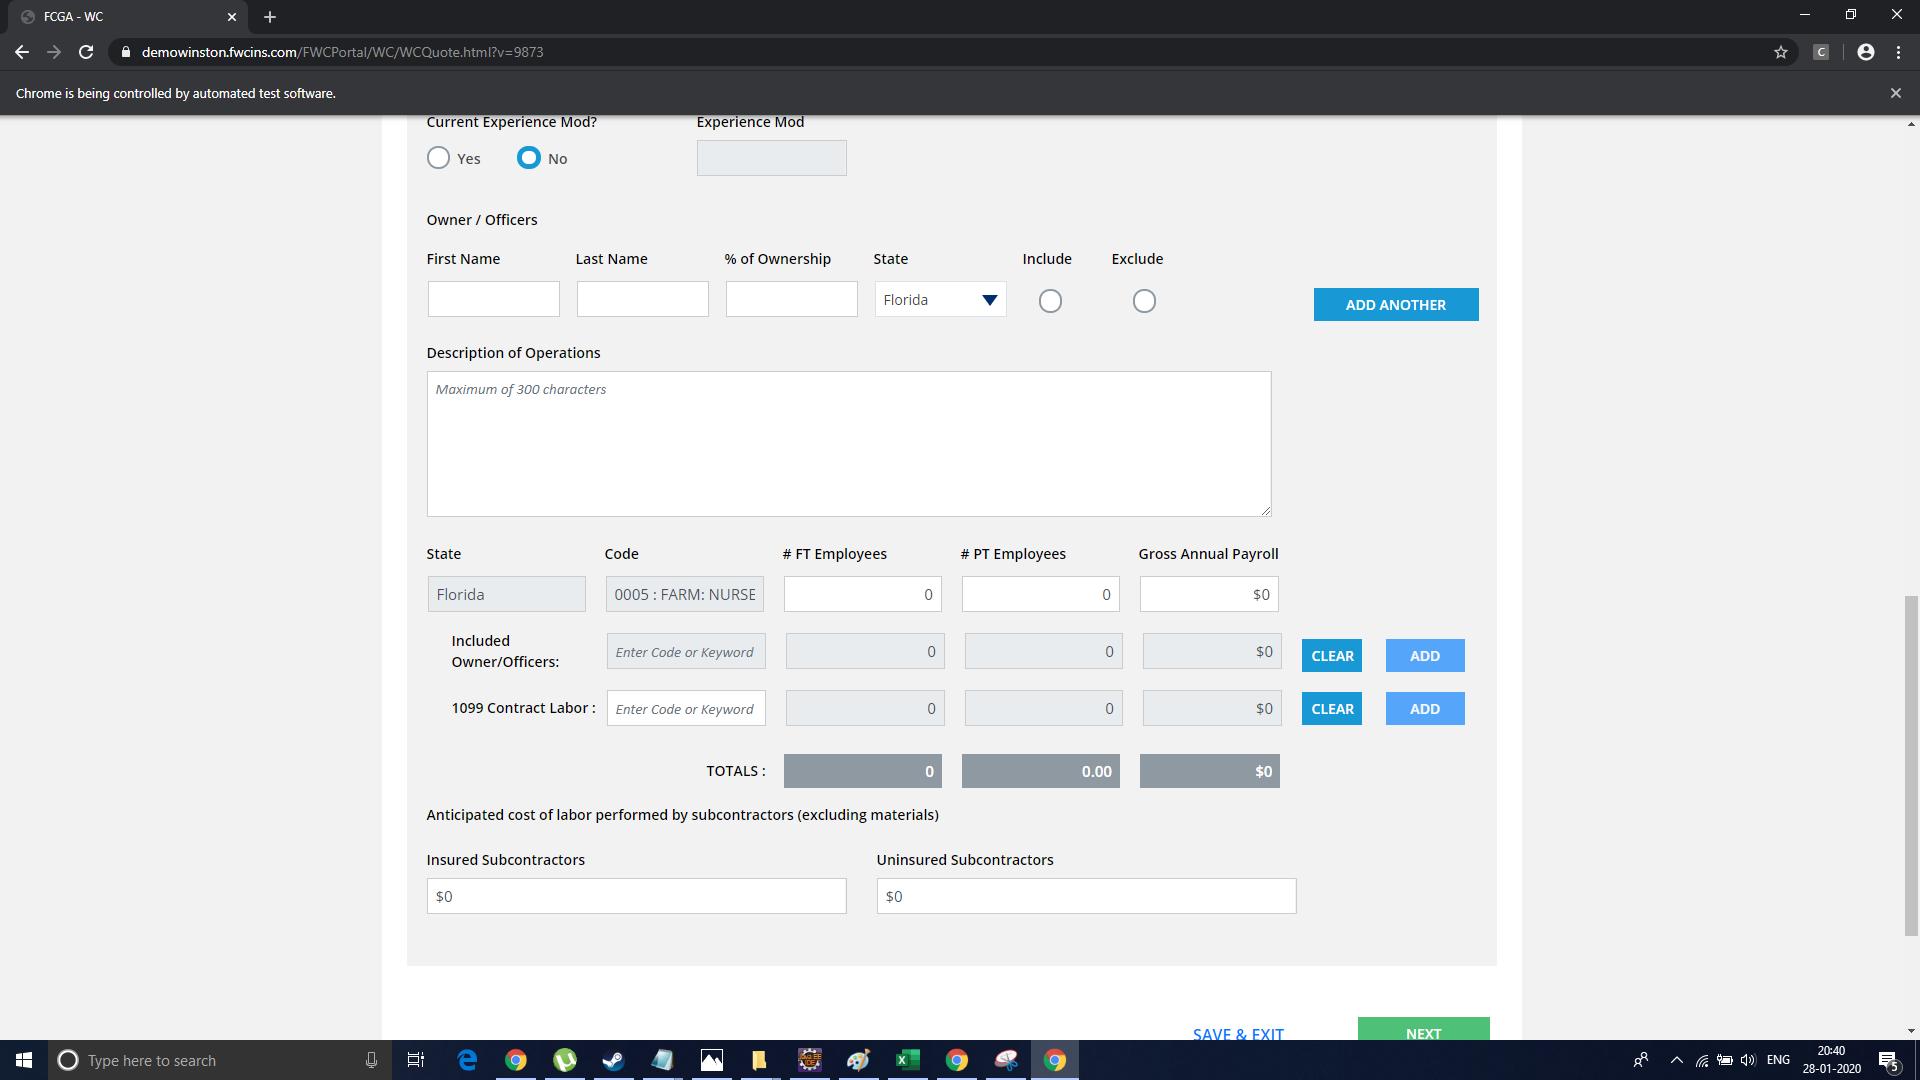 FCGA - WC
demowinston.fwcins.com/FWCPortal/WC/WCQuote.html?v=9873
C
Chrome is being controlled by automated test software.
Current Experience Mod? Experience Mod
Yes No
Owner / Officers
First Name Last Name % of Ownership State Include Exclude
Florida ADD ANOTHER
Description of Operations
Maximum of 300 characters
State Code # FT Employees # PT Employees Gross Annual Payroll
Florida 0005 : FARM: NURSE 0 0 $0
Included
Owner/Officers: Enter Code or Keyword 0 0 $0 CLEAR ADD
1099 Contract Labor : Enter Code or Keyword 0 0 $0 CLEAR ADD
TOTALS : 0 0.00 $0
Anticipated cost of labor performed by subcontractors (excluding materials)
Insured Subcontractors Uninsured Subcontractors
$0 $0
SAVE & EXIT NEXT
Type here to search ENG 20:40
28-01-2020 5